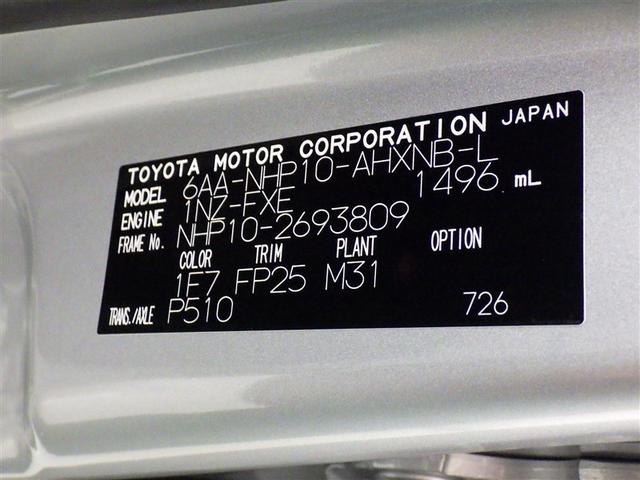 TOYOTA MOTOR CORPORATION JAPAN
MODEL 6AA-NHP10-AHXNB-L
ENGINE 1NZ-FXE 1496 mL
FRAME No. NHP10-2693809
COLOR TRIM PLANT OPTION
1F7 FP25 M31
TRANS./AXLE P510 726